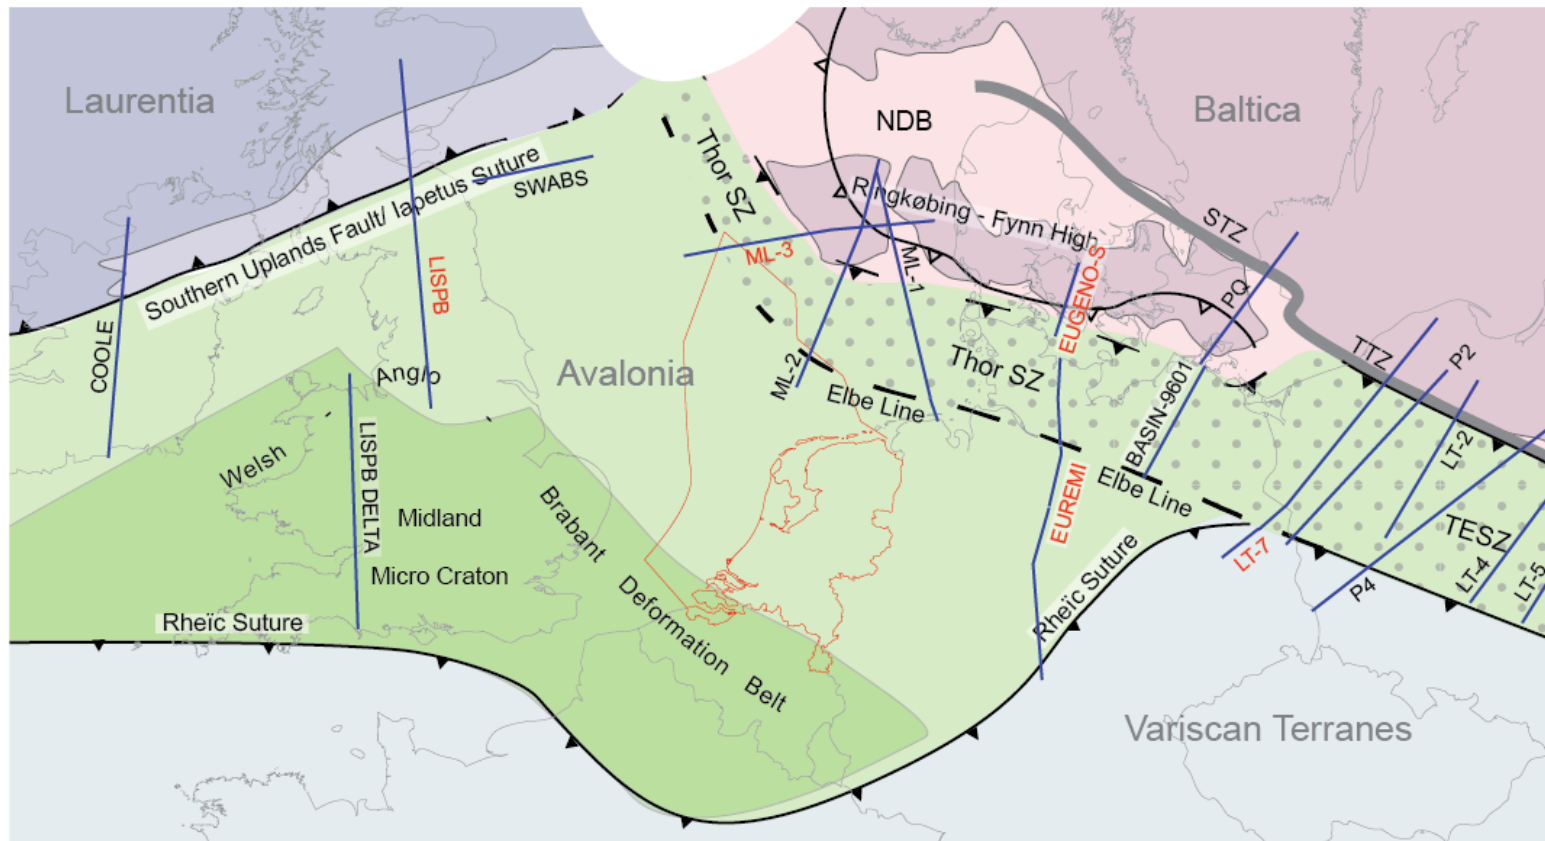 Laurentia
Baltica
NDB
Thor SZ
Southern Uplands Fault/ Iapetus Suture
SWABS
Ringkøbing - Fynn High
STZ
LISPB
ML-3
ML-1
EUGENO-S
PQ
COOLE
Avalonia
Anglo
ML-2
Thor SZ
Elbe Line
TTZ
P2
BASIN-9601
LT-2
Welsh
LISPB DELTA
Midland
Micro Craton
Brabant Deformation Belt
EUREMI
Elbe Line
TESZ
LT-7
LT-4
LT-5
P4
Rheïc Suture
Rheïc Suture
Variscan Terranes